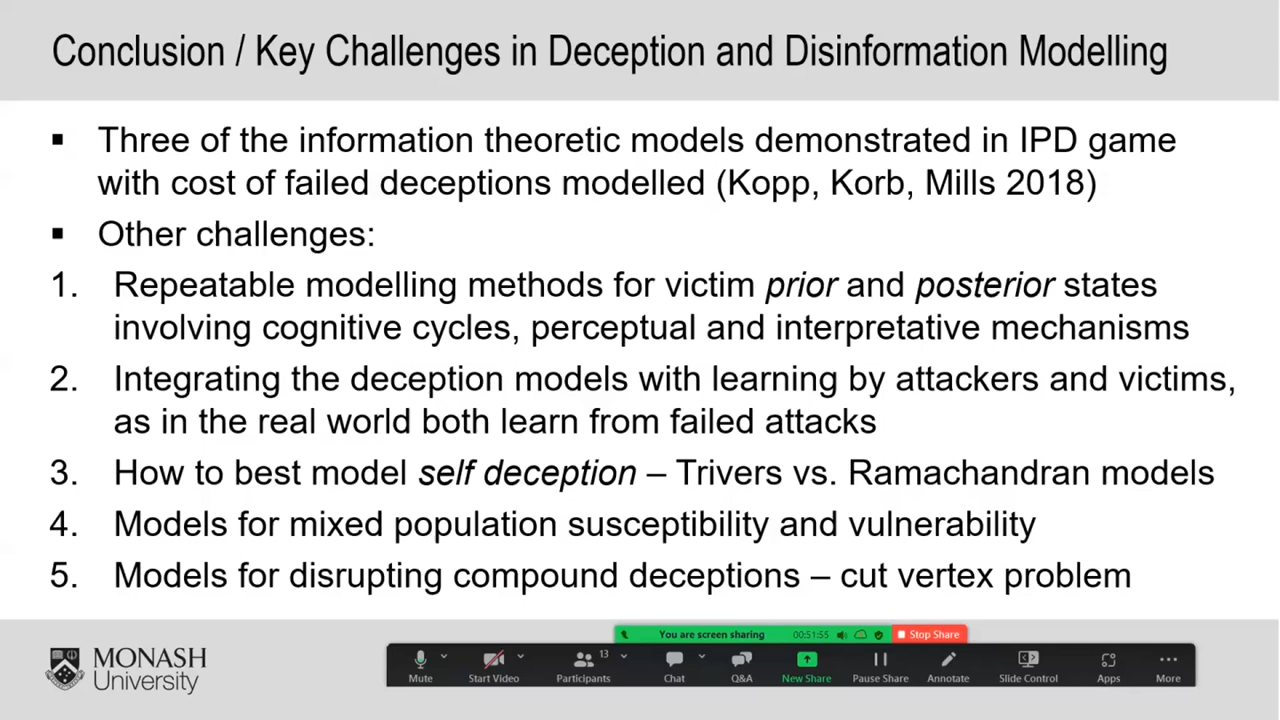 Conclusion / Key Challenges in Deception and Disinformation Modelling
▪ Three of the information theoretic models demonstrated in IPD game
with cost of failed deceptions modelled (Kopp, Korb, Mills 2018)
▪ Other challenges:
1. Repeatable modelling methods for victim prior and posterior states
involving cognitive cycles, perceptual and interpretative mechanisms
2. Integrating the deception models with learning by attackers and victims,
as in the real world both learn from failed attacks
3. How to best model self deception – Trivers vs. Ramachandran models
4. Models for mixed population susceptibility and vulnerability
5. Models for disrupting compound deceptions – cut vertex problem
You are screen sharing 00:51:55 Stop Share
MONASH
University
13
Mute Start Video Participants Chat Q&A New Share Pause Share Annotate Slide Control Apps More